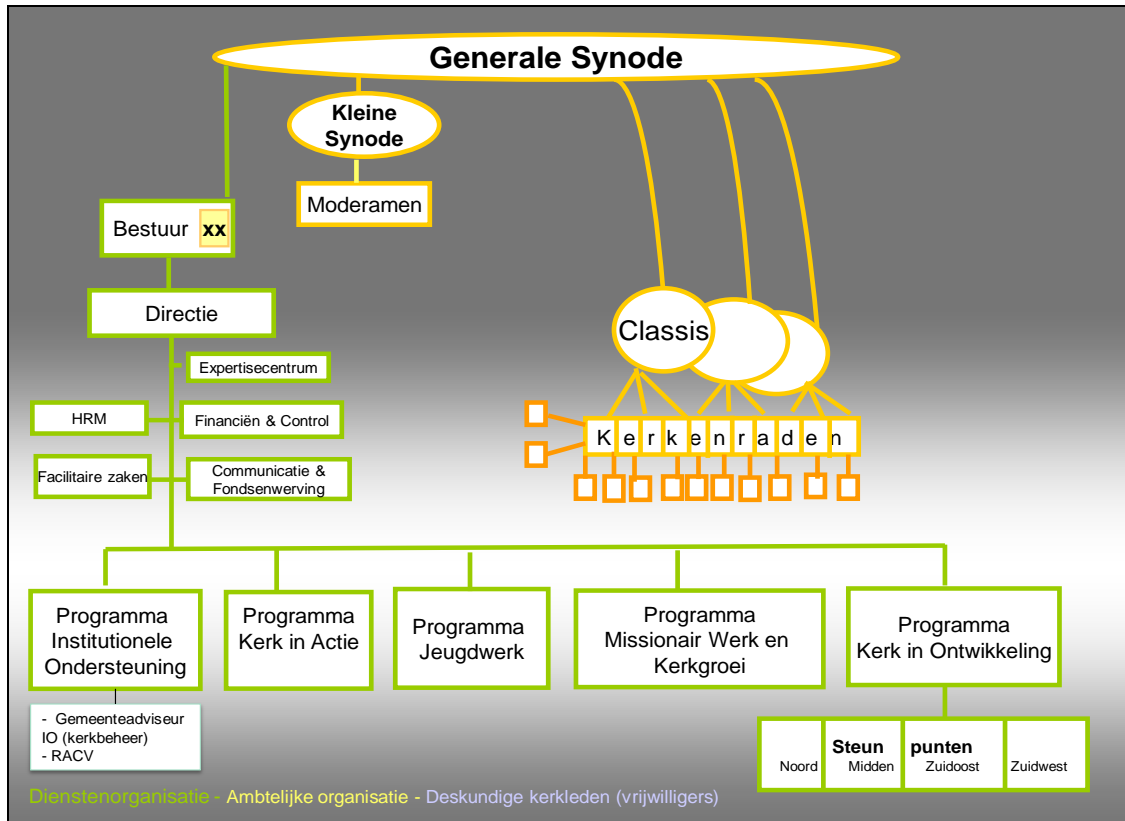 Generale Synode
Kleine
Synode
Moderamen
Bestuur xx
Directie
Classis
Expertisecentrum
HRM
Financiën & Control
Facilitaire zaken
Communicatie &
Fondsenwerving
K e r k e n r a d e n
Programma
Institutionele
Ondersteuning
Programma
Kerk in Actie
Programma
Jeugdwerk
Programma
Missionair Werk en
Kerkgroei
Programma
Kerk in Ontwikkeling
- Gemeenteadviseur
IO (kerkbeheer)
- RACV
Steun punten
Noord Midden Zuidoost Zuidwest
Dienstenorganisatie - Ambtelijke organisatie - Deskundige kerkleden (vrijwilligers)